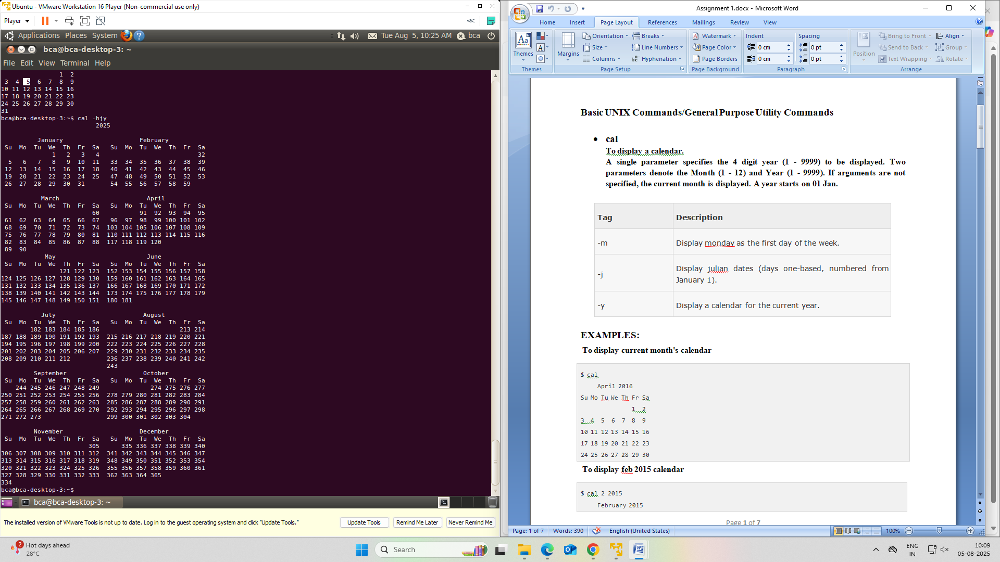 Ubuntu - VMware Workstation 16 Player (Non-commercial use only)
Player
Applications Places System ? Tue Aug 5, 10:25 AM bca
bca@bca-desktop-3: ~
File Edit View Terminal Help
                1  2
 3  4  5  6  7  8  9
10 11 12 13 14 15 16
17 18 19 20 21 22 23
24 25 26 27 28 29 30
31
bca@bca-desktop-3:~$ cal -hjy
                          2025

          January                     February
 Su  Mo  Tu  We  Th  Fr  Sa   Su  Mo  Tu  We  Th  Fr  Sa
              1   2   3   4                           32
  5   6   7   8   9  10  11   33  34  35  36  37  38  39
 12  13  14  15  16  17  18   40  41  42  43  44  45  46
 19  20  21  22  23  24  25   47  48  49  50  51  52  53
 26  27  28  29  30  31       54  55  56  57  58  59

           March                        April
 Su  Mo  Tu  We  Th  Fr  Sa   Su  Mo  Tu  We  Th  Fr  Sa
                         60           91  92  93  94  95
 61  62  63  64  65  66  67   96  97  98  99 100 101 102
 68  69  70  71  72  73  74  103 104 105 106 107 108 109
 75  76  77  78  79  80  81  110 111 112 113 114 115 116
 82  83  84  85  86  87  88  117 118 119 120
 89  90
            May                         June
 Su  Mo  Tu  We  Th  Fr  Sa   Su  Mo  Tu  We  Th  Fr  Sa
                121 122 123  152 153 154 155 156 157 158
124 125 126 127 128 129 130  159 160 161 162 163 164 165
131 132 133 134 135 136 137  166 167 168 169 170 171 172
138 139 140 141 142 143 144  173 174 175 176 177 178 179
145 146 147 148 149 150 151  180 181

           July                        August
 Su  Mo  Tu  We  Th  Fr  Sa   Su  Mo  Tu  We  Th  Fr  Sa
        182 183 184 185 186                      213 214
187 188 189 190 191 192 193  215 216 217 218 219 220 221
194 195 196 197 198 199 200  222 223 224 225 226 227 228
201 202 203 204 205 206 207  229 230 231 232 233 234 235
208 209 210 211 212          236 237 238 239 240 241 242
                             243
         September                     October
 Su  Mo  Tu  We  Th  Fr  Sa   Su  Mo  Tu  We  Th  Fr  Sa
    244 245 246 247 248 249              274 275 276 277
250 251 252 253 254 255 256  278 279 280 281 282 283 284
257 258 259 260 261 262 263  285 286 287 288 289 290 291
264 265 266 267 268 269 270  292 293 294 295 296 297 298
271 272 273                  299 300 301 302 303 304

         November                     December
 Su  Mo  Tu  We  Th  Fr  Sa   Su  Mo  Tu  We  Th  Fr  Sa
                        305      335 336 337 338 339 340
306 307 308 309 310 311 312  341 342 343 344 345 346 347
313 314 315 316 317 318 319  348 349 350 351 352 353 354
320 321 322 323 324 325 326  355 356 357 358 359 360 361
327 328 329 330 331 332 333  362 363 364 365
334
bca@bca-desktop-3:~$
bca@bca-desktop-3: ~
The installed version of VMware Tools is not up to date. Log in to the guest operating system and click "Update Tools."
Update Tools Remind Me Later Never Remind Me
Assignment 1.docx - Microsoft Word
Home Insert Page Layout References Mailings Review View
Aa Orientation Breaks Watermark Indent Spacing Bring to Front Align
Themes Margins Size Line Numbers Page Color 0 cm 0 pt Position Send to Back Group
Columns Hyphenation Page Borders 0 cm 0 pt Text Wrapping Rotate
Themes Page Setup Page Background Paragraph Arrange
Basic UNIX Commands/General Purpose Utility Commands
• cal
To display a calendar.
A single parameter specifies the 4 digit year (1 - 9999) to be displayed. Two
parameters denote the Month (1 - 12) and Year (1 - 9999). If arguments are not
specified, the current month is displayed. A year starts on 01 Jan.
Tag Description
-m Display monday as the first day of the week.
-j Display julian dates (days one-based, numbered from
January 1).
-y Display a calendar for the current year.
EXAMPLES:
To display current month's calendar
$ cal
April 2016
Su Mo Tu We Th Fr Sa
1 2
3 4 5 6 7 8 9
10 11 12 13 14 15 16
17 18 19 20 21 22 23
24 25 26 27 28 29 30
To display feb 2015 calendar
$ cal 2 2015
February 2015
Page 1 of 7
Page: 1 of 7 Words: 390 English (United States) 100%
2 Hot days ahead
28°C
Search
ENG
IN
10:09
05-08-2025